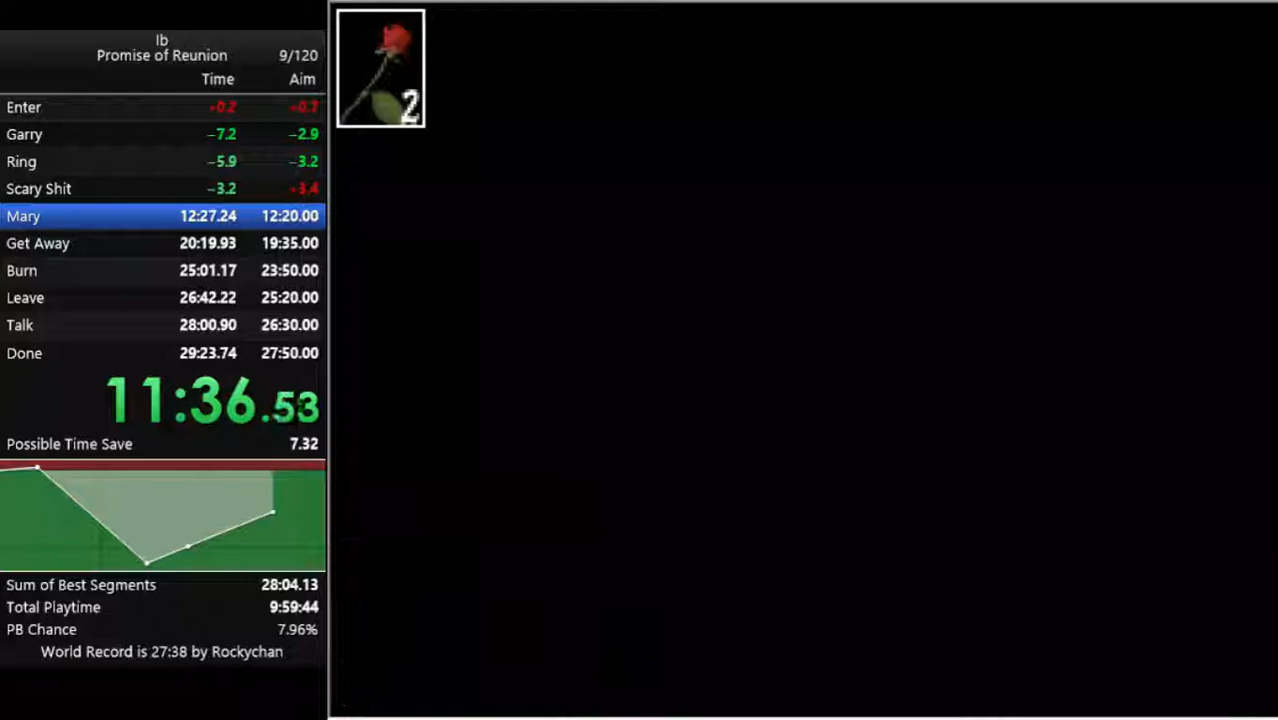 Ib
Promise of Reunion 9/120
Time Aim
Enter +0.2 +0.7
Garry −7.2 −2.9
Ring −5.9 −3.2
Scary Shit −3.2 +3.4
Mary 12:27.24 12:20.00
Get Away 20:19.93 19:35.00
Burn 25:01.17 23:50.00
Leave 26:42.22 25:20.00
Talk 28:00.90 26:30.00
Done 29:23.74 27:50.00
11:36.53
Possible Time Save 7.32
Sum of Best Segments 28:04.13
Total Playtime 9:59:44
PB Chance 7.96%
World Record is 27:38 by Rockychan
2